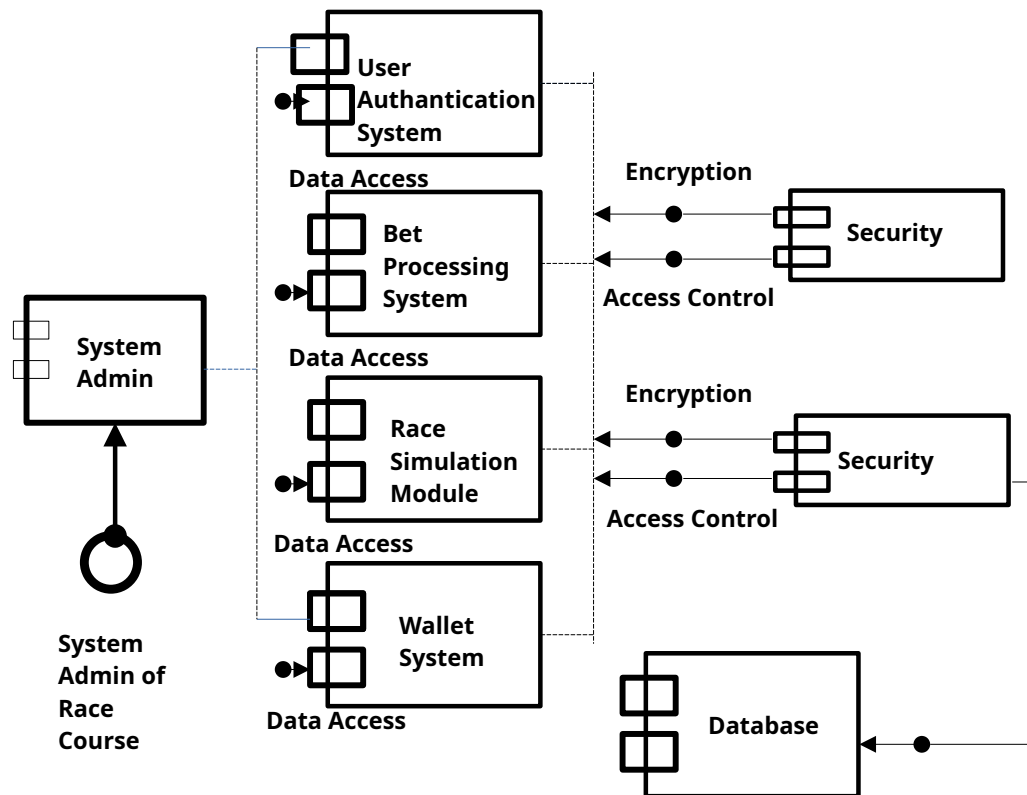 User
Authantication
System
Data Access
Encryption
Bet
Processing
System
Security
Access Control
System
Admin
Data Access
Encryption
Race
Simulation
Module
Security
Access Control
Data Access
System
Admin of
Race
Course
Wallet
System
Data Access
Database